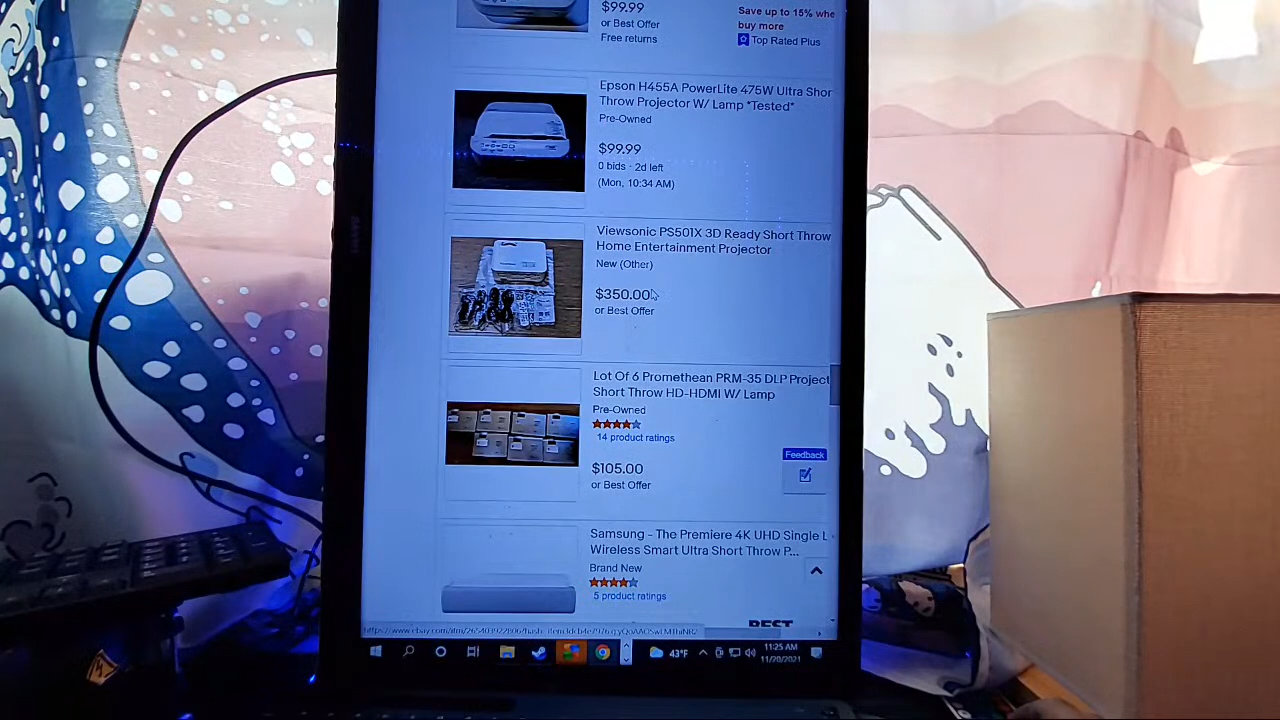 $99.99
or Best Offer
Free returns
Save up to 15% whe
buy more
Top Rated Plus
Epson H455A PowerLite 475W Ultra Shor
Throw Projector W/ Lamp *Tested*
Pre-Owned
$99.99
0 bids · 2d left
(Mon, 10:34 AM)
Viewsonic PS501X 3D Ready Short Throw
Home Entertainment Projector
New (Other)
$350.00
or Best Offer
Lot Of 6 Promethean PRM-35 DLP Project
Short Throw HD-HDMI W/ Lamp
Pre-Owned
14 product ratings
$105.00
or Best Offer
Feedback
Samsung - The Premiere 4K UHD Single L
Wireless Smart Ultra Short Throw P...
Brand New
5 product ratings
BEST
43°F
11:25 AM
11/20/2021